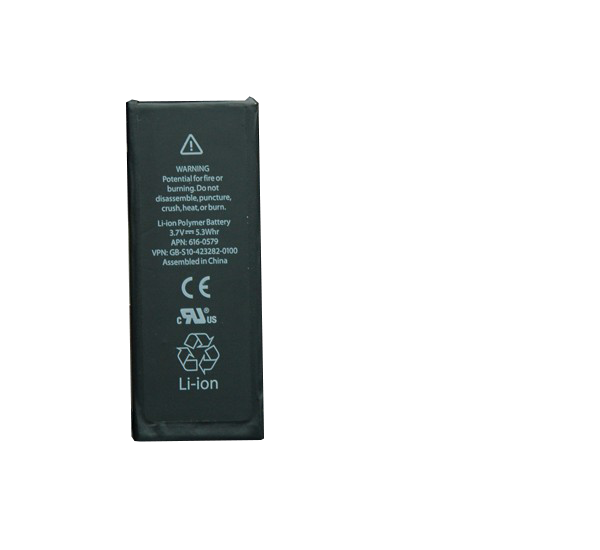 WARNING
Potential for fire or
burning. Do not
disassemble, puncture,
crush, heat, or burn.
Li-ion Polymer Battery
3.7V⎓5.3Whr
APN: 616-0579
VPN: GB-S10-423282-0100
Assembled in China
CE
c RU us
Li-ion